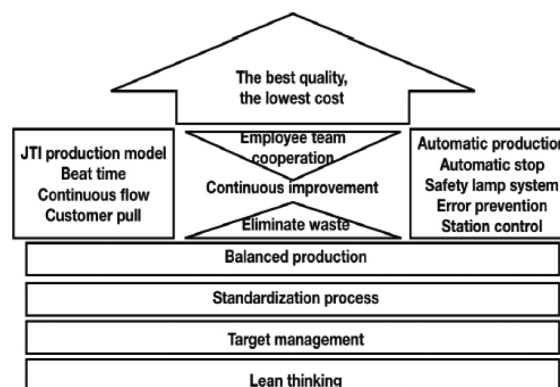 The best quality,
the lowest cost
JTI production model
Beat time
Continuous flow
Customer pull
Employee team
cooperation
Continuous improvement
Eliminate waste
Automatic production
Automatic stop
Safety lamp system
Error prevention
Station control
Balanced production
Standardization process
Target management
Lean thinking